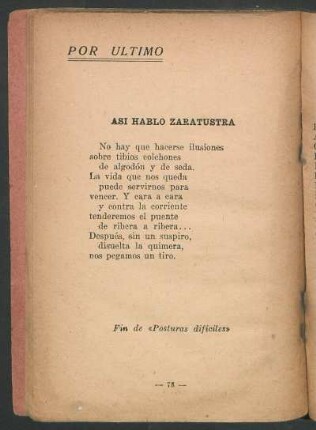 POR ULTIMO
ASI HABLO ZARATUSTRA
No hay que hacerse ilusiones
sobre tibios colchones
de algodón y de seda.
La vida que nos queda
puede servirnos para
vencer. Y cara a cara
y contra la corriente
tenderemos el puente
de ribera a ribera...
Después, sin un suspiro,
disuelta la quimera,
nos pegamos un tiro.
Fin de «Posturas difíciles»
— 73 —